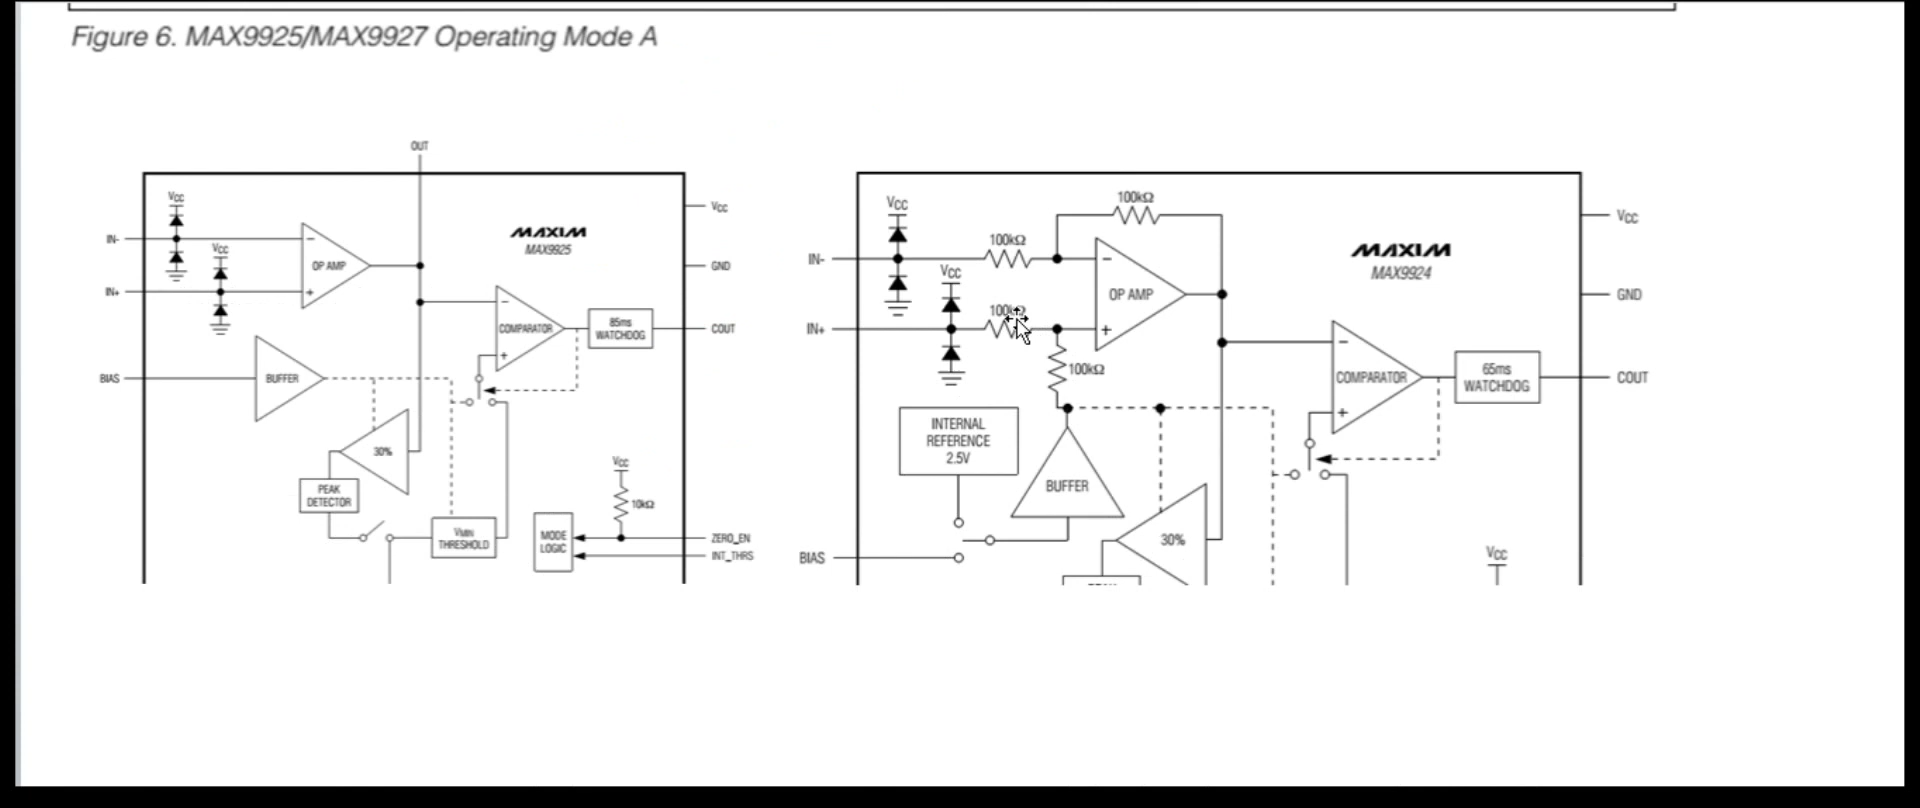 Figure 6. MAX9925/MAX9927 Operating Mode A
OUT
VCC
IN-
VCC
OP AMP
IN+
MAXIM
MAX9925
VCC
GND
COMPARATOR
85ms
WATCHDOG
COUT
BIAS
BUFFER
30%
PEAK
DETECTOR
VMIN
THRESHOLD
MODE
LOGIC
VCC
10kΩ
ZERO_EN
INT_THRS
100kΩ
VCC
100kΩ
IN-
VCC
OP AMP
100kΩ
IN+
100kΩ
MAXIM
MAX9924
VCC
GND
COMPARATOR
65ms
WATCHDOG
COUT
INTERNAL
REFERENCE
2.5V
BUFFER
30%
BIAS
VCC